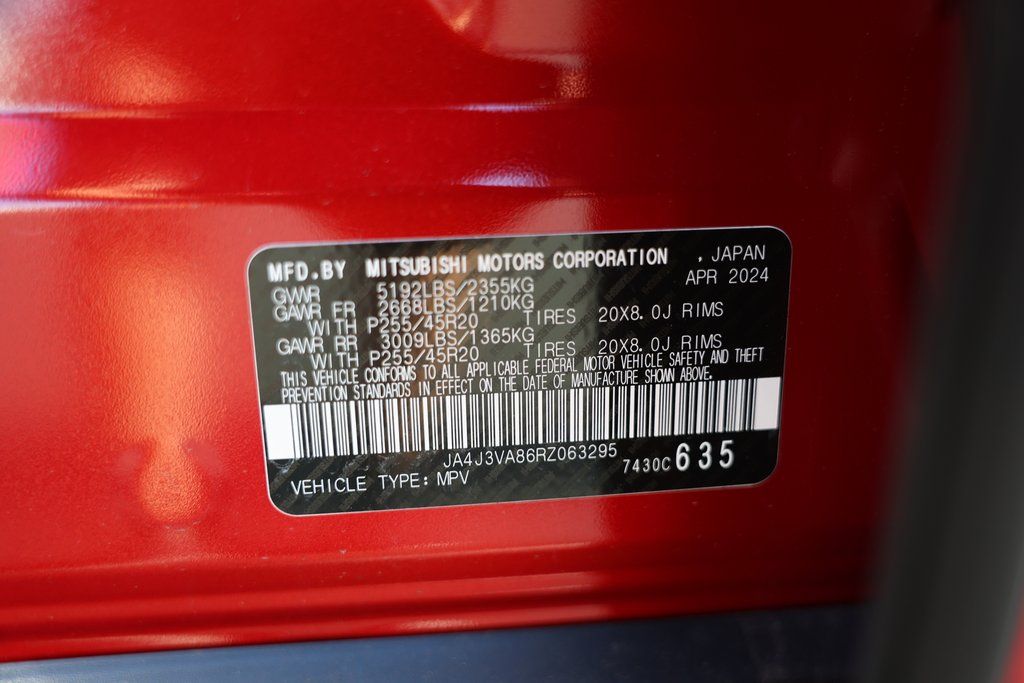 MFD.BY MITSUBISHI MOTORS CORPORATION , JAPAN
APR 2024
GVWR 5192LBS/2355KG
GAWR FR 2668LBS/1210KG
WITH P255/45R20 TIRES 20X8.0J RIMS
GAWR RR 3009LBS/1365KG
WITH P255/45R20 TIRES 20X8.0J RIMS
THIS VEHICLE CONFORMS TO ALL APPLICABLE FEDERAL MOTOR VEHICLE SAFETY AND THEFT
PREVENTION STANDARDS IN EFFECT ON THE DATE OF MANUFACTURE SHOWN ABOVE.
JA4J3VA86RZ063295 7430C 635
VEHICLE TYPE: MPV